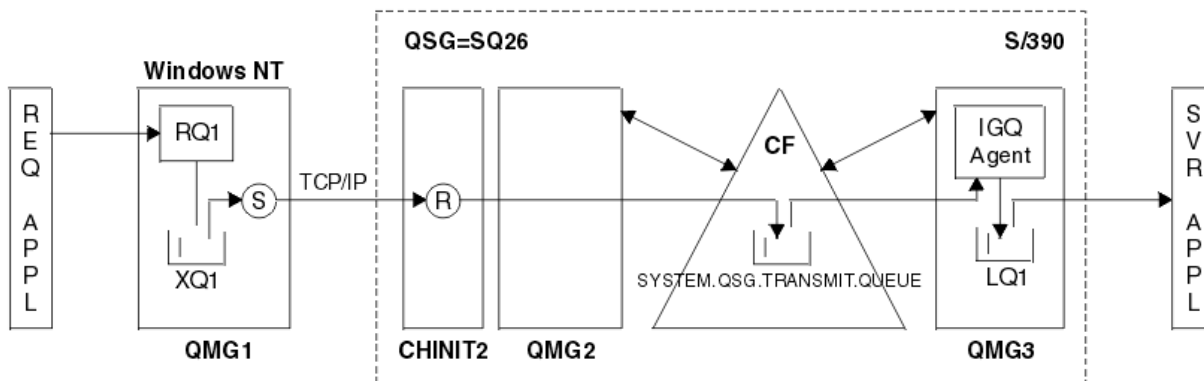 QSG=SQ26
S/390
Windows NT
R
E
Q
A
P
P
L
RQ1
S
XQ1
QMG1
TCP/IP
R
CHINIT2
QMG2
CF
SYSTEM.QSG.TRANSMIT.QUEUE
IGQ
Agent
LQ1
QMG3
S
V
R
A
P
P
L